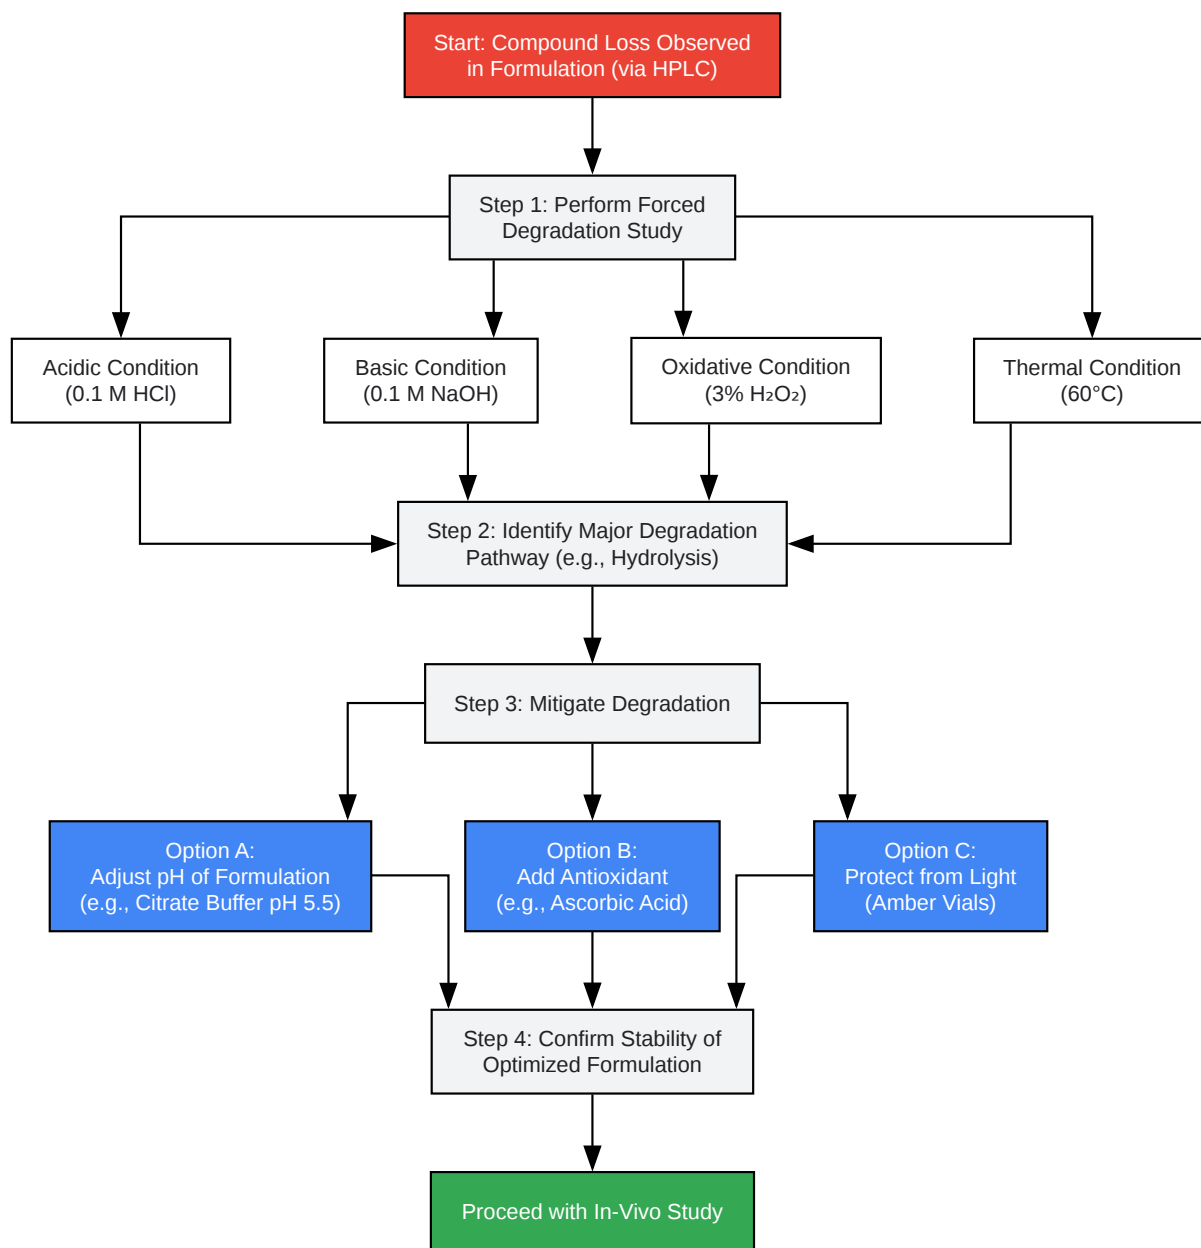 Start: Compound Loss Observed
in Formulation (via HPLC)
Step 1: Perform Forced
Degradation Study
Acidic Condition
(0.1 M HCl)
Basic Condition
(0.1 M NaOH)
Oxidative Condition
(3% H₂O₂)
Thermal Condition
(60°C)
Step 2: Identify Major Degradation
Pathway (e.g., Hydrolysis)
Step 3: Mitigate Degradation
Option A:
Adjust pH of Formulation
(e.g., Citrate Buffer pH 5.5)
Option B:
Add Antioxidant
(e.g., Ascorbic Acid)
Option C:
Protect from Light
(Amber Vials)
Step 4: Confirm Stability of
Optimized Formulation
Proceed with In-Vivo Study